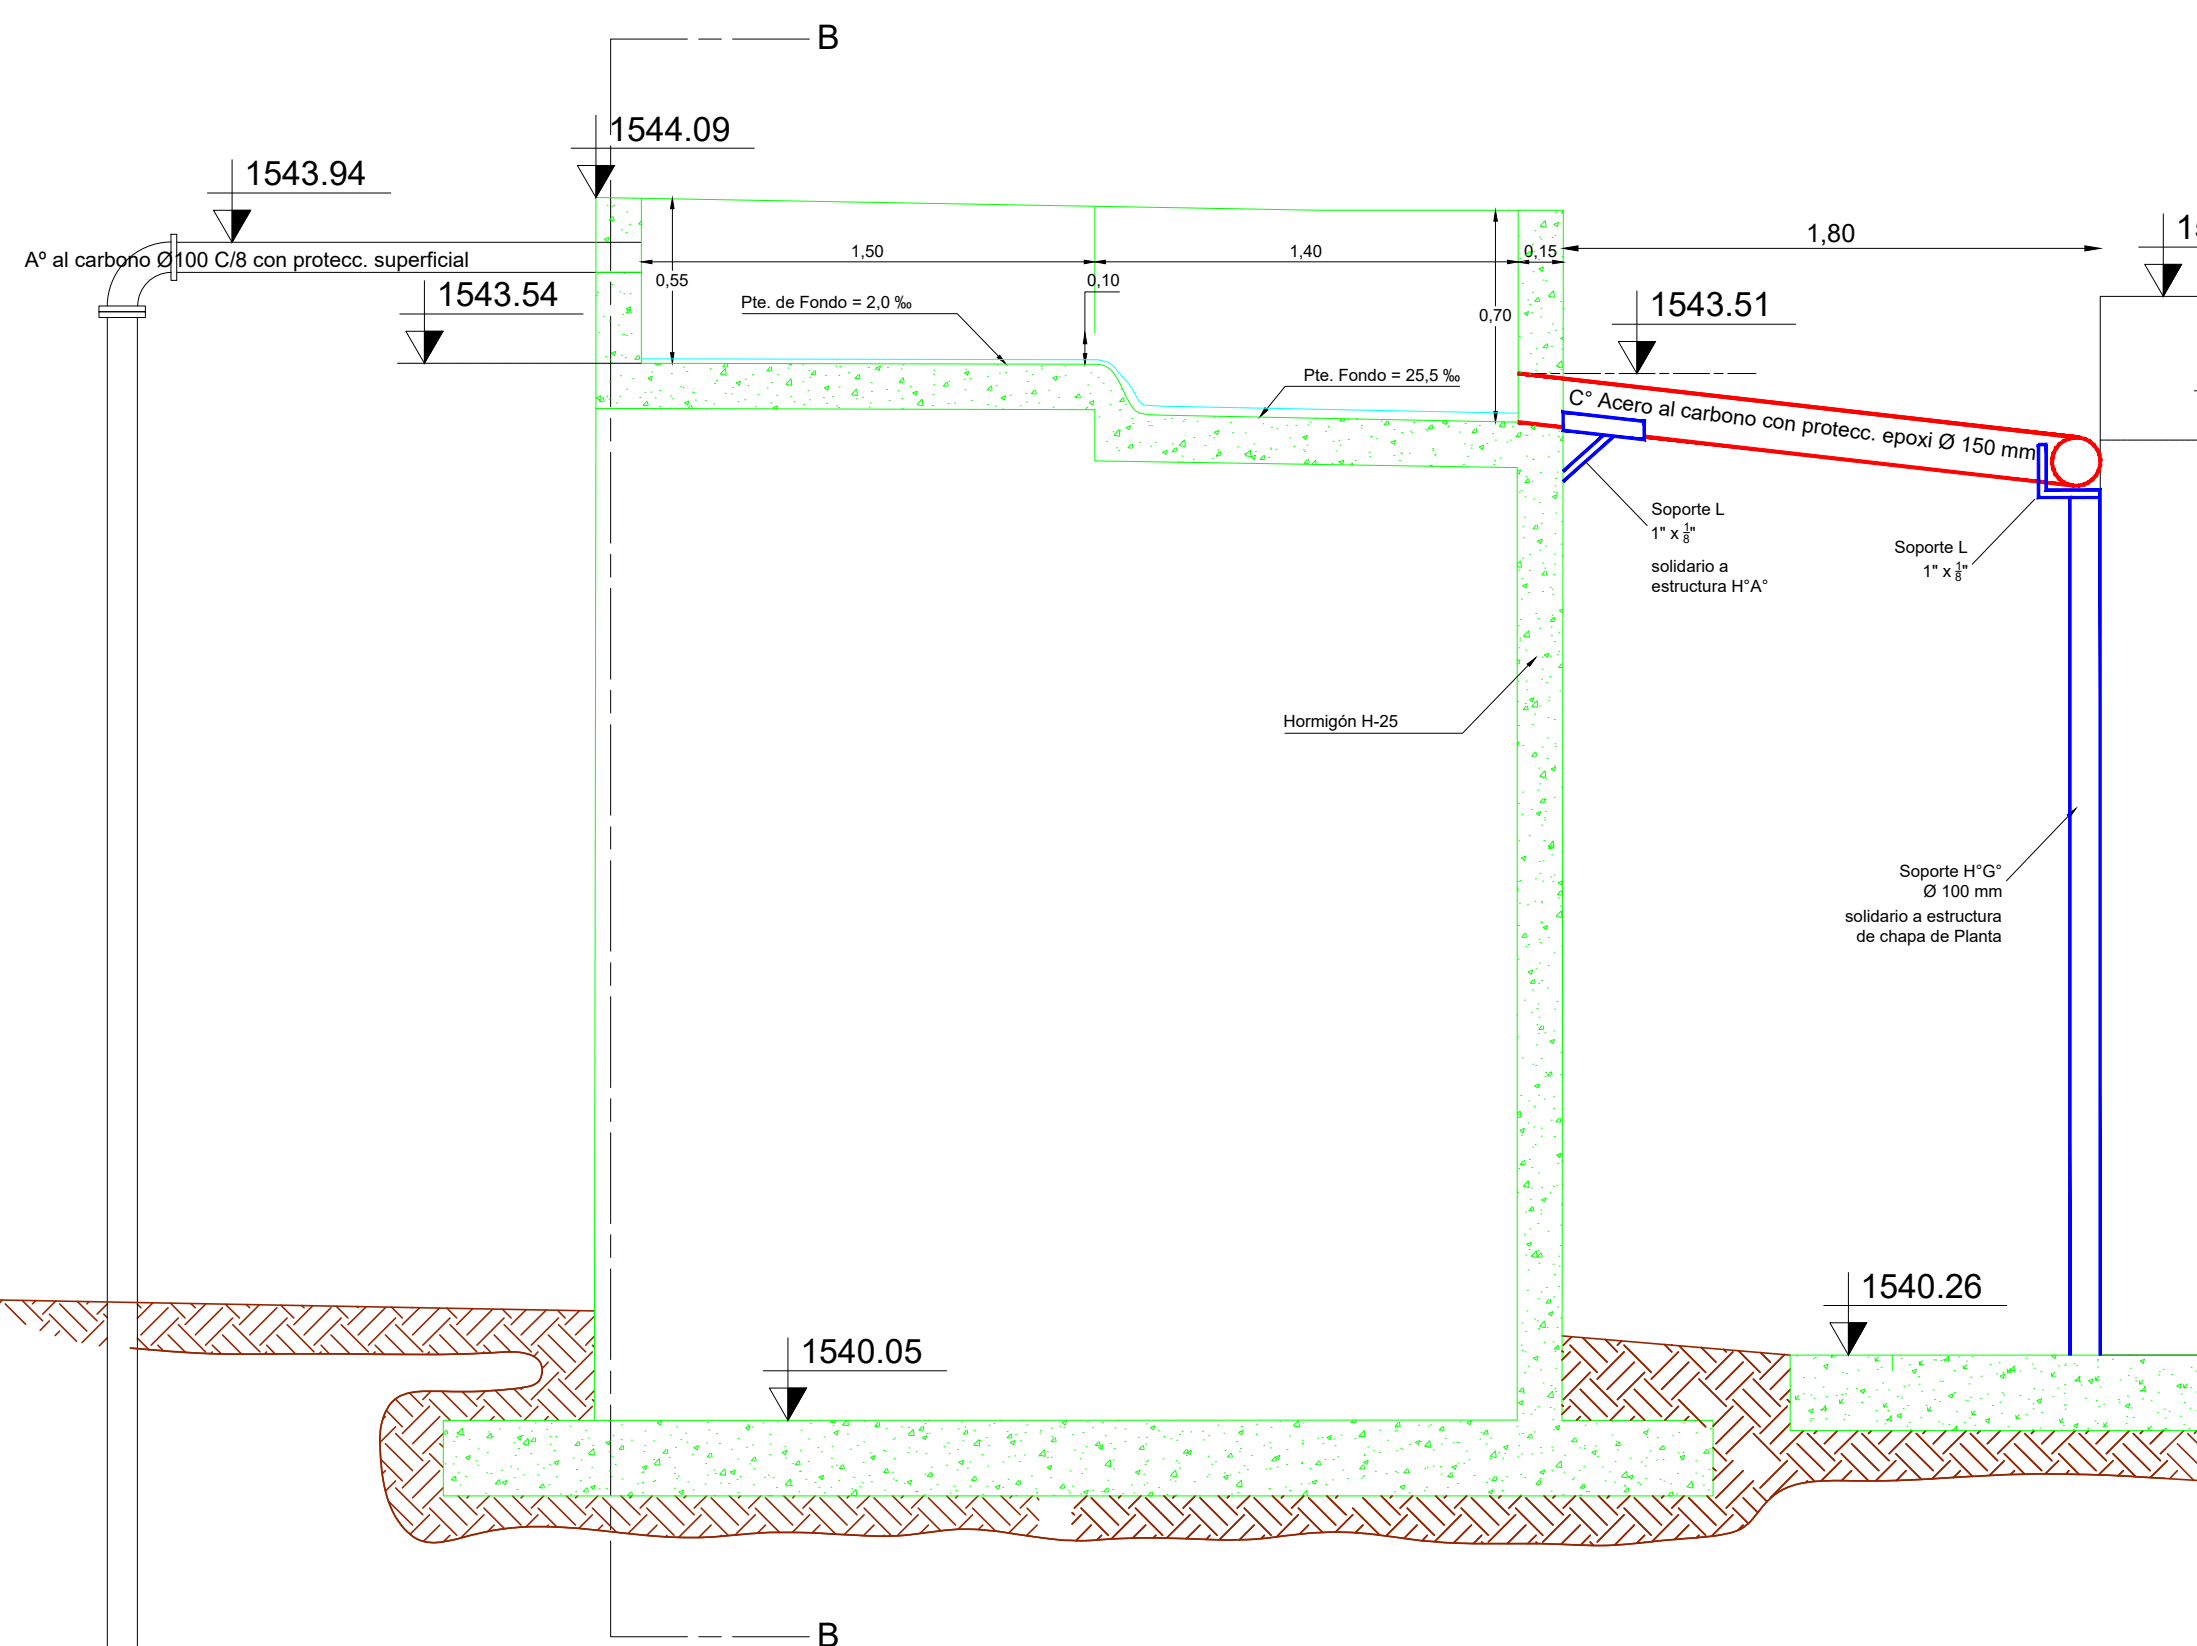 B
1544.09
1543.94
Aº al carbono Ø100 C/8 con protecc. superficial
1543.54
1,50
1,40
0,15
1,80
0,55
0,10
0,70
Pte. de Fondo = 2,0 ‰
Pte. Fondo = 25,5 ‰
1543.51
C° Acero al carbono con protecc. epoxi Ø 150 mm
Soporte L
1" x 1/8"
solidario a
estructura H°A°
Soporte L
1" x 1/8"
Hormigón H-25
Soporte H°G°
Ø 100 mm
solidario a estructura
de chapa de Planta
1540.26
1540.05
B